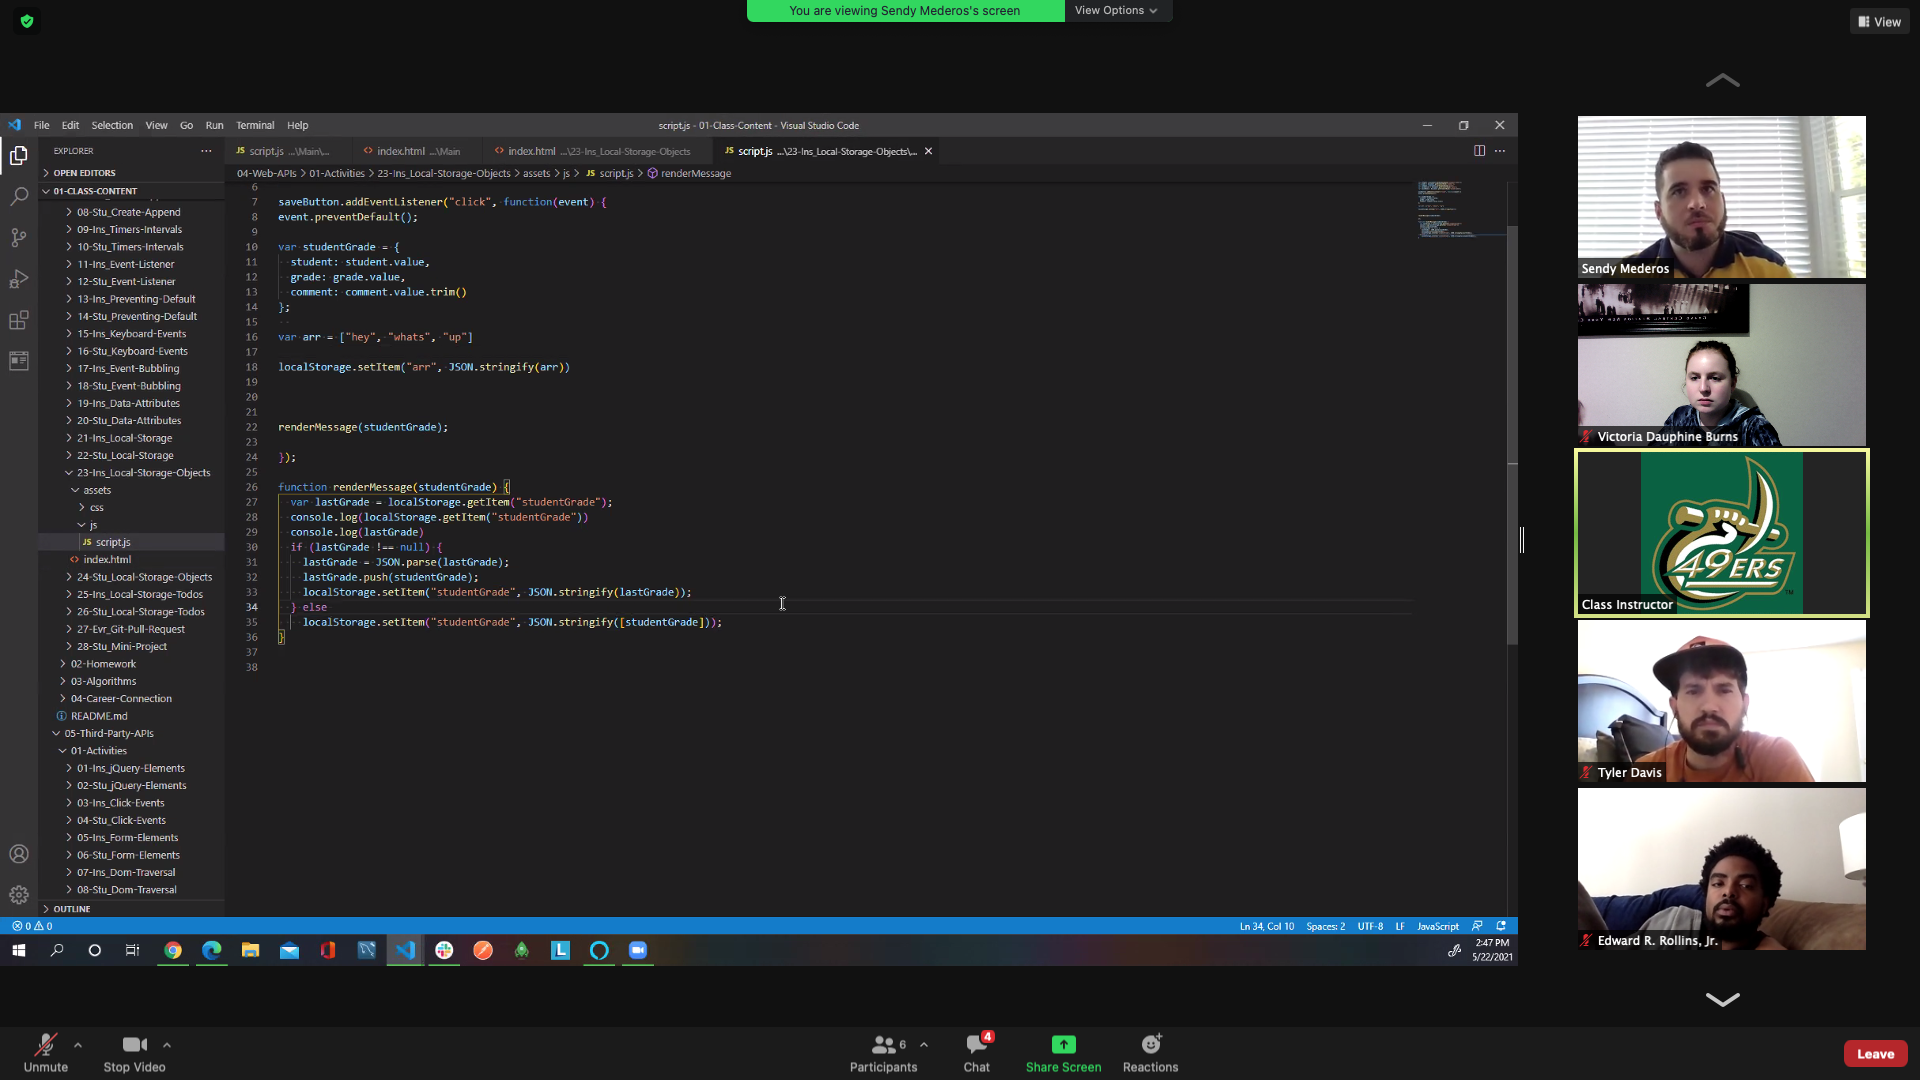 You are viewing Sendy Mederos's screen
View Options
View
File Edit Selection View Go Run Terminal Help
script.js - 01-Class-Content - Visual Studio Code
EXPLORER
script.js ...\Main\...
index.html ...\Main
index.html ...\23-Ins_Local-Storage-Objects
script.js ...\23-Ins_Local-Storage-Objects\...
04-Web-APIs > 01-Activities > 23-Ins_Local-Storage-Objects > assets > js > script.js > renderMessage
OPEN EDITORS
01-CLASS-CONTENT
08-Stu_Create-Append
09-Ins_Timers-Intervals
10-Stu_Timers-Intervals
11-Ins_Event-Listener
12-Stu_Event-Listener
13-Ins_Preventing-Default
14-Stu_Preventing-Default
15-Ins_Keyboard-Events
16-Stu_Keyboard-Events
17-Ins_Event-Bubbling
18-Stu_Event-Bubbling
19-Ins_Data-Attributes
20-Stu_Data-Attributes
21-Ins_Local-Storage
22-Stu_Local-Storage
23-Ins_Local-Storage-Objects
assets
css
js
JS script.js
index.html
24-Stu_Local-Storage-Objects
25-Ins_Local-Storage-Todos
26-Stu_Local-Storage-Todos
27-Evr_Git-Pull-Request
28-Stu_Mini-Project
02-Homework
03-Algorithms
04-Career-Connection
README.md
05-Third-Party-APIs
01-Activities
01-Ins_jQuery-Elements
02-Stu_jQuery-Elements
03-Ins_Click-Events
04-Stu_Click-Events
05-Ins_Form-Elements
06-Stu_Form-Elements
07-Ins_Dom-Traversal
08-Stu_Dom-Traversal
OUTLINE
6
7 saveButton.addEventListener("click", function(event) {
8 event.preventDefault();
9
10 var studentGrade = {
11 student: student.value,
12 grade: grade.value,
13 comment: comment.value.trim()
14 };
15
16 var arr = ["hey", "whats", "up"]
17
18 localStorage.setItem("arr", JSON.stringify(arr))
19
20
21
22 renderMessage(studentGrade);
23
24 });
25
26 function renderMessage(studentGrade) {
27 var lastGrade = localStorage.getItem("studentGrade");
28 console.log(localStorage.getItem("studentGrade"))
29 console.log(lastGrade)
30 if (lastGrade !== null) {
31 lastGrade = JSON.parse(lastGrade);
32 lastGrade.push(studentGrade);
33 localStorage.setItem("studentGrade", JSON.stringify(lastGrade));
34 } else
35 localStorage.setItem("studentGrade", JSON.stringify([studentGrade]));
36 }
37
38
0 0
Ln 34, Col 10 Spaces: 2 UTF-8 LF JavaScript
2:47 PM
5/22/2021
Sendy Mederos
Victoria Dauphine Burns
49ERS
Class Instructor
Tyler Davis
Edward R. Rollins, Jr.
Unmute
Stop Video
Participants 6
Chat 4
Share Screen
Reactions
Leave